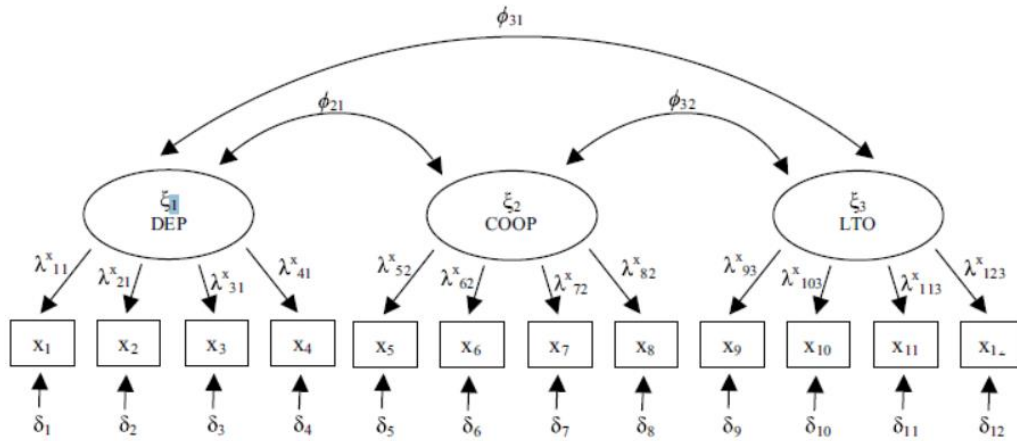 ϕ₃₁
ϕ₂₁ ϕ₃₂
ξ₁ ξ₂ ξ₃
DEP COOP LTO
λˣ₁₁ λˣ₂₁ λˣ₃₁ λˣ₄₁ λˣ₅₂ λˣ₆₂ λˣ₇₂ λˣ₈₂ λˣ₉₃ λˣ₁₀₃ λˣ₁₁₃ λˣ₁₂₃
x₁ x₂ x₃ x₄ x₅ x₆ x₇ x₈ x₉ x₁₀ x₁₁
δ₁ δ₂ δ₃ δ₄ δ₅ δ₆ δ₇ δ₈ δ₉ δ₁₀ δ₁₁ δ₁₂